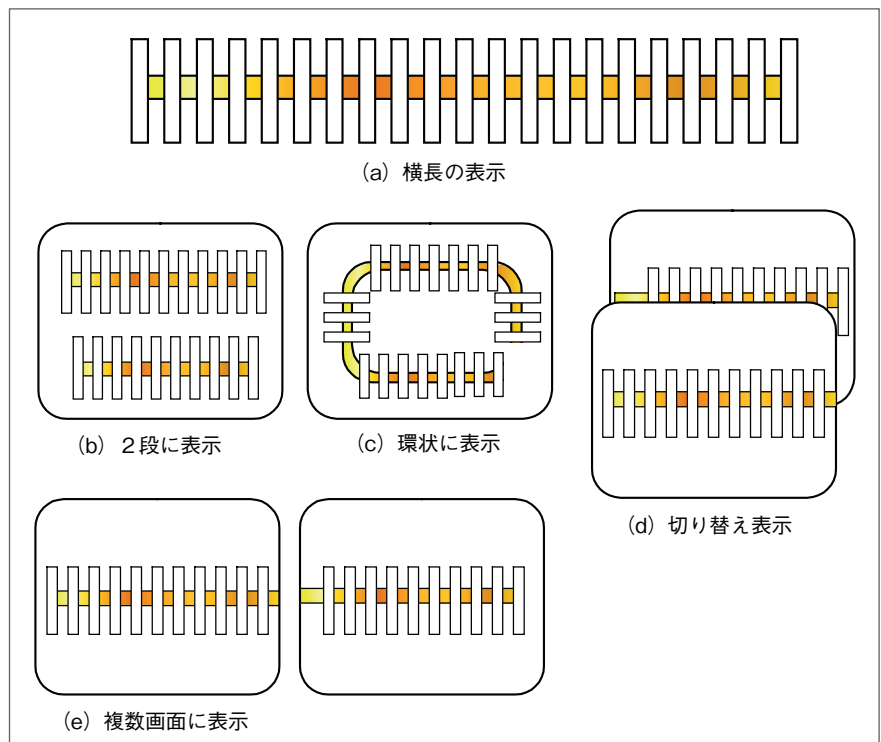 (a) 横長の表示
(b) 2段に表示
(c) 環状に表示
(d) 切り替え表示
(e) 複数画面に表示